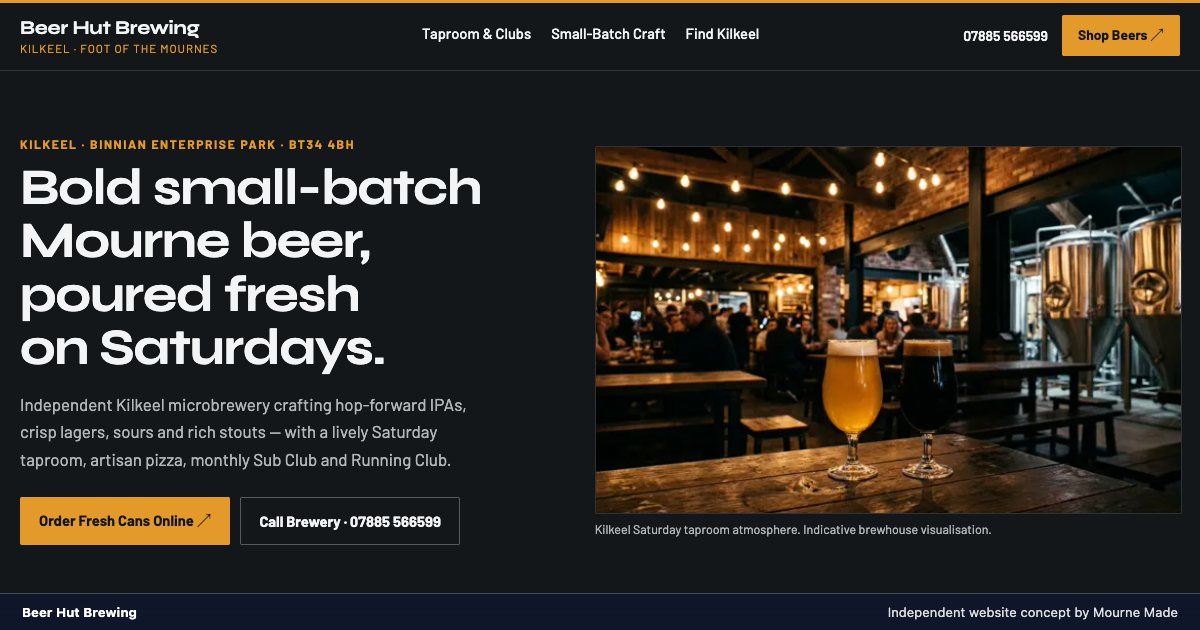 Beer Hut Brewing
KILKEEL · FOOT OF THE MOURNES
Taproom & Clubs Small-Batch Craft Find Kilkeel
07885 566599
Shop Beers ↗
KILKEEL · BINNIAN ENTERPRISE PARK · BT34 4BH
Bold small-batch
Mourne beer,
poured fresh
on Saturdays.
Independent Kilkeel microbrewery crafting hop-forward IPAs,
crisp lagers, sours and rich stouts — with a lively Saturday
taproom, artisan pizza, monthly Sub Club and Running Club.
Order Fresh Cans Online ↗
Call Brewery · 07885 566599
Kilkeel Saturday taproom atmosphere. Indicative brewhouse visualisation.
Beer Hut Brewing
Independent website concept by Mourne Made